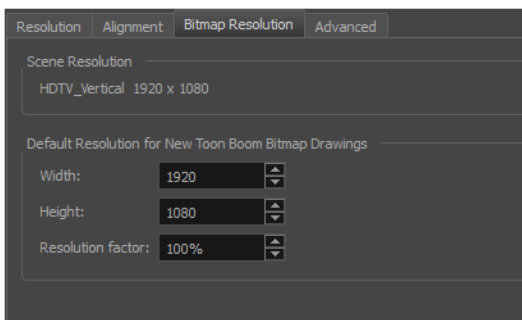 Resolution Alignment Bitmap Resolution Advanced
Scene Resolution
HDTV_Vertical 1920 x 1080
Default Resolution for New Toon Boom Bitmap Drawings
Width: 1920
Height: 1080
Resolution factor: 100%